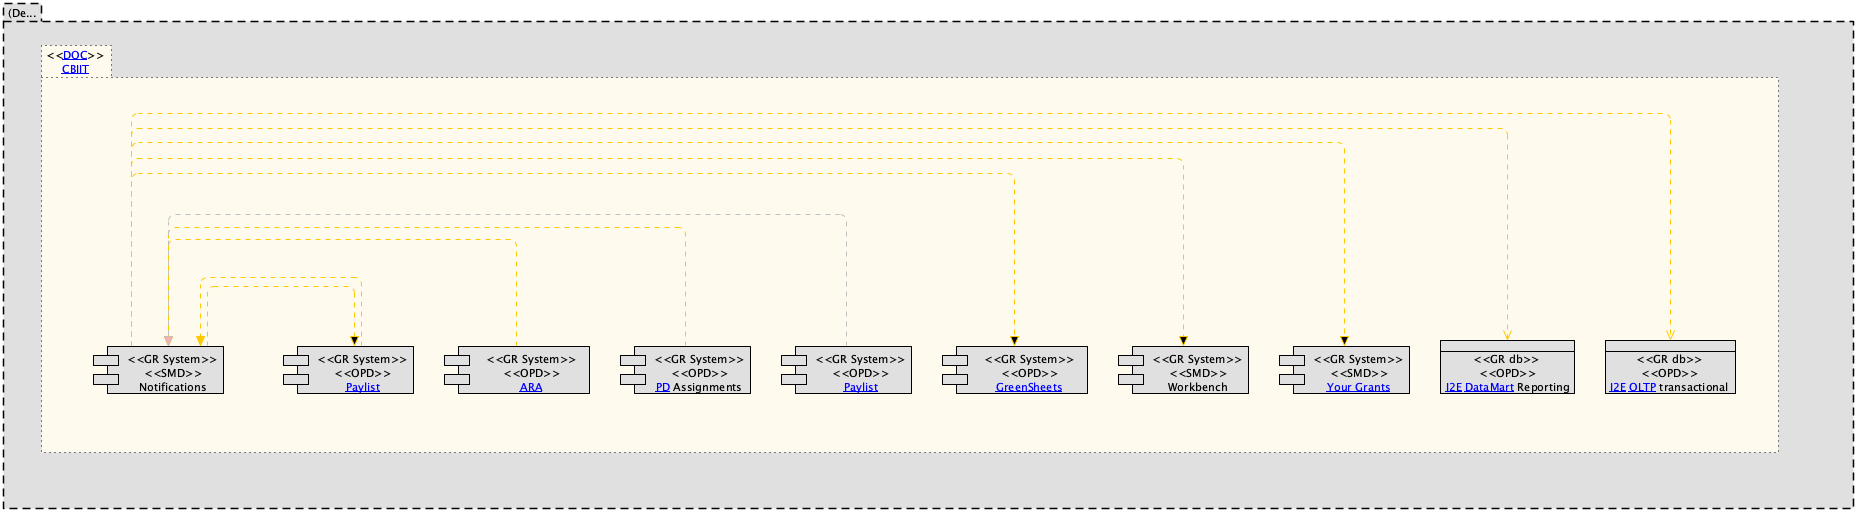 (De...
<<DOC>>
CBIIT
<<GR System>>
<<SMD>>
Notifications
<<GR System>>
<<OPD>>
Paylist
<<GR System>>
<<OPD>>
ARA
<<GR System>>
<<OPD>>
PD Assignments
<<GR System>>
<<OPD>>
Paylist
<<GR System>>
<<OPD>>
GreenSheets
<<GR System>>
<<SMD>>
Workbench
<<GR System>>
<<SMD>>
Your Grants
<<GR db>>
<<OPD>>
I2E DataMart Reporting
<<GR db>>
<<OPD>>
I2E OLTP transactional